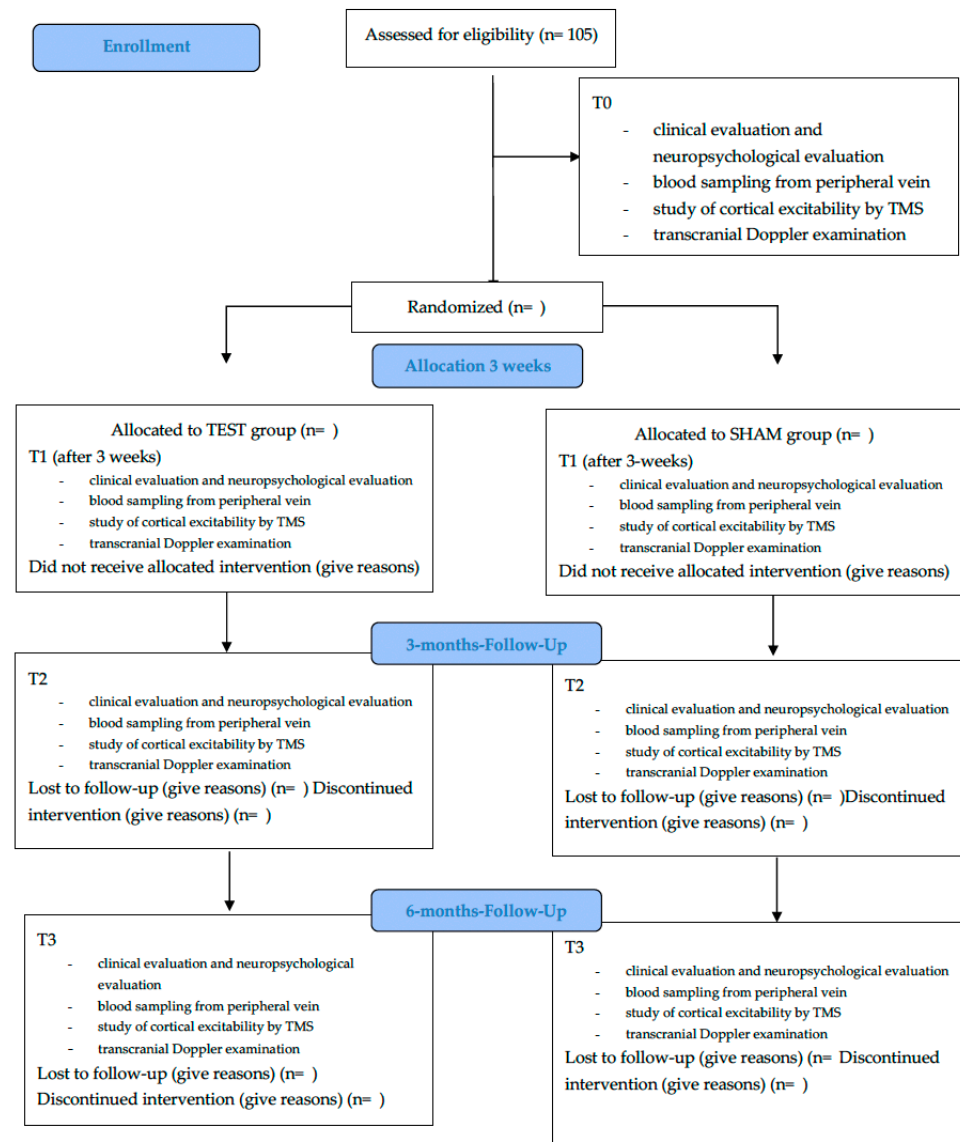 Enrollment
Assessed for eligibility (n= 105)
T0
- clinical evaluation and
neuropsychological evaluation
- blood sampling from peripheral vein
- study of cortical excitability by TMS
- transcranial Doppler examination
Randomized (n= )
Allocation 3 weeks
Allocated to TEST group (n= )
T1 (after 3 weeks)
- clinical evaluation and neuropsychological evaluation
- blood sampling from peripheral vein
- study of cortical excitability by TMS
- transcranial Doppler examination
Did not receive allocated intervention (give reasons)
Allocated to SHAM group (n= )
T1 (after 3-weeks)
- clinical evaluation and neuropsychological evaluation
- blood sampling from peripheral vein
- study of cortical excitability by TMS
- transcranial Doppler examination
Did not receive allocated intervention (give reasons)
3-months-Follow-Up
T2
- clinical evaluation and neuropsychological evaluation
- blood sampling from peripheral vein
- study of cortical excitability by TMS
- transcranial Doppler examination
Lost to follow-up (give reasons) (n= ) Discontinued
intervention (give reasons) (n= )
T2
- clinical evaluation and neuropsychological evaluation
- blood sampling from peripheral vein
- study of cortical excitability by TMS
- transcranial Doppler examination
Lost to follow-up (give reasons) (n= )Discontinued
intervention (give reasons) (n= )
6-months-Follow-Up
T3
- clinical evaluation and neuropsychological
evaluation
- blood sampling from peripheral vein
- study of cortical excitability by TMS
- transcranial Doppler examination
Lost to follow-up (give reasons) (n= )
Discontinued intervention (give reasons) (n= )
T3
- clinical evaluation and neuropsychological evaluation
- blood sampling from peripheral vein
- study of cortical excitability by TMS
- transcranial Doppler examination
Lost to follow-up (give reasons) (n= Discontinued
intervention (give reasons) (n= )